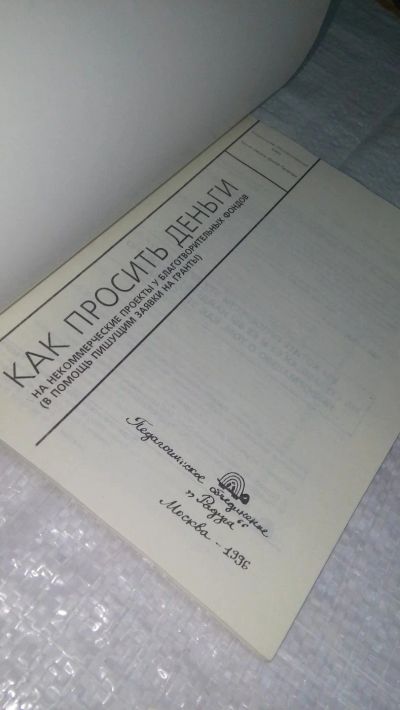 КАК ПРОСИТЬ ДЕНЬГИ
НА НЕКОММЕРЧЕСКИЕ ПРОЕКТЫ У БЛАГОТВОРИТЕЛЬНЫХ ФОНДОВ
(В ПОМОЩЬ ПИШУЩИМ ЗАЯВКИ НА ГРАНТЫ)
Педагогическое
объединение
„Радуга“
Москва - 1996